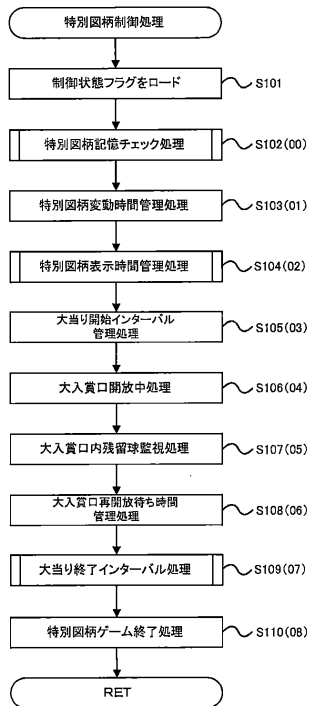 特別図柄制御処理
制御状態フラグをロード
S101
特別図柄記憶チェック処理
S102(00)
特別図柄変動時間管理処理
S103(01)
特別図柄表示時間管理処理
S104(02)
大当り開始インターバル
管理処理
S105(03)
大入賞口開放中処理
S106(04)
大入賞口内残留球監視処理
S107(05)
大入賞口再開放待ち時間
管理処理
S108(06)
大当り終了インターバル処理
S109(07)
特別図柄ゲーム終了処理
S110(08)
RET